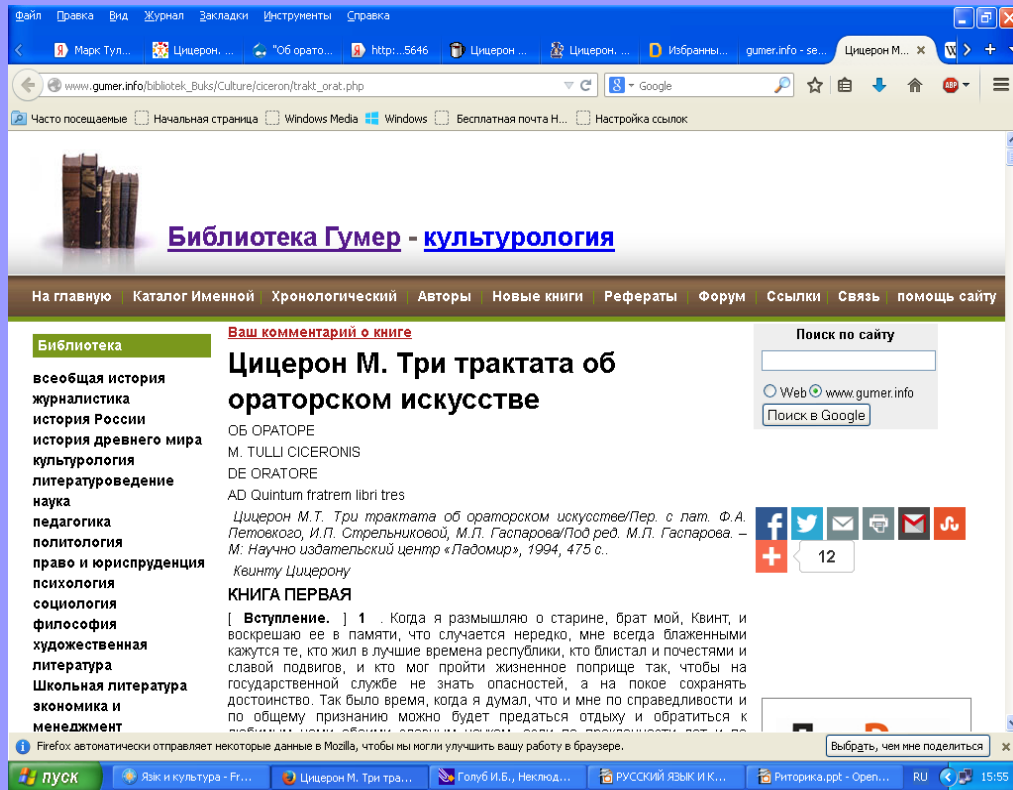 Файл Правка Вид Журнал Закладки Инструменты Справка
Марк Тул... Цицерон. ... "Об орато... http:...5646 Цицерон ... Цицерон. ... Избранны... gumer.info - se... Цицерон М...
www.gumer.info/bibliotek_Buks/Culture/ciceron/trakt_orat.php Google
Часто посещаемые Начальная страница Windows Media Windows Бесплатная почта H... Настройка ссылок
Библиотека Гумер - культурология
На главную Каталог Именной Хронологический Авторы Новые книги Рефераты Форум Ссылки Связь помощь сайту
Библиотека
всеобщая история
журналистика
история России
история древнего мира
культурология
литературоведение
наука
педагогика
политология
право и юриспруденция
психология
социология
философия
художественная
литература
Школьная литература
экономика и
менеджмент
Ваш комментарий о книге
Цицерон М. Три трактата об
ораторском искусстве
ОБ ОРАТОРЕ
M. TULLI CICERONIS
DE ORATORE
AD Quintum fratrem libri tres
Цицерон М.Т. Три трактата об ораторском искусстве/Пер. с лат. Ф.А.
Петовкого, И.П. Стрельниковой, М.Л. Гаспарова/Под ред. М.Л. Гаспарова. –
М: Научно издательский центр «Ладомир», 1994, 475 с..
Квинту Цицерону
КНИГА ПЕРВАЯ
[ Вступление. ] 1 . Когда я размышляю о старине, брат мой, Квинт, и
воскрешаю ее в памяти, что случается нередко, мне всегда блаженными
кажутся те, кто жил в лучшие времена республики, кто блистал и почестями и
славой подвигов, и кто мог пройти жизненное поприще так, чтобы на
государственной службе не знать опасностей, а на покое сохранять
достоинство. Так было время, когда я думал, что и мне по справедливости и
по общему признанию можно будет предаться отдыху и обратиться к
Поиск по сайту
Web www.gumer.info
Поиск в Google
12
Firefox автоматически отправляет некоторые данные в Mozilla, чтобы мы могли улучшить вашу работу в браузере. Выбрать, чем мне поделиться
пуск Язік и культура - Fr... Цицерон М. Три тра... Голуб И.Б., Неклюд... РУССКИЙ ЯЗЫК И К... Риторика.ppt - Open... RU 15:55